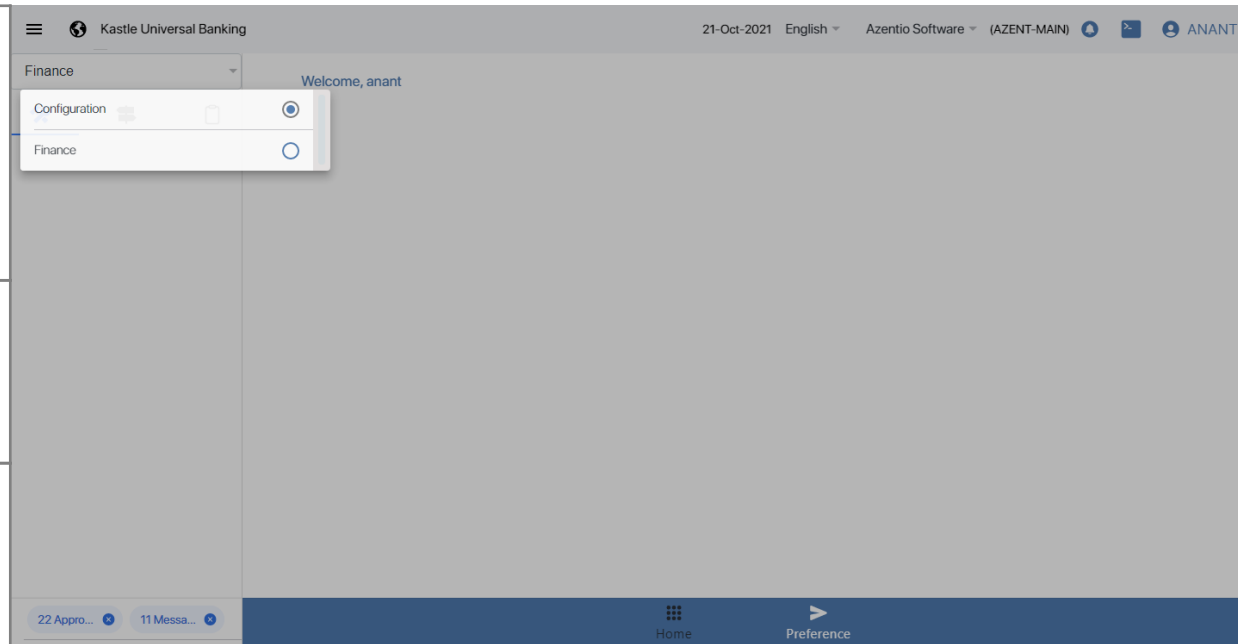 Kastle Universal Banking 21-Oct-2021 English Azentio Software (AZENT-MAIN) ANANT
Finance
Welcome, anant
Configuration
Finance
22 Appro... 11 Messa...
Home Preference